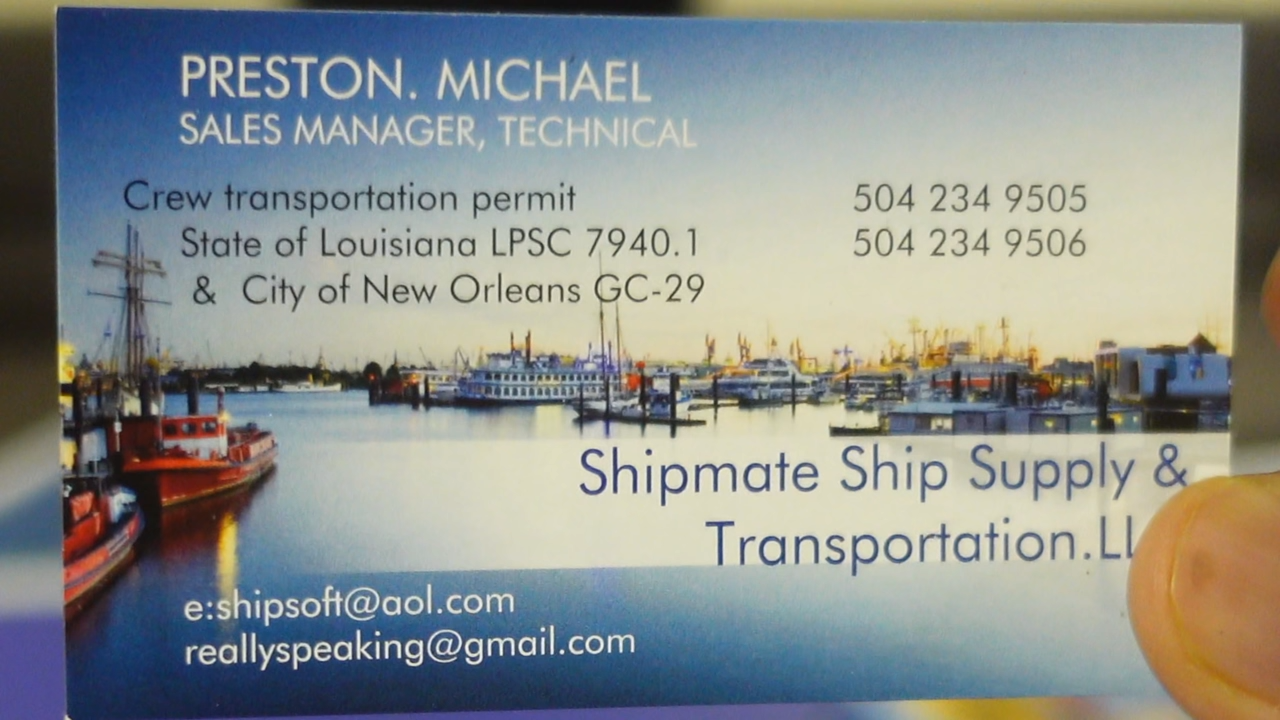 PRESTON. MICHAEL
SALES MANAGER, TECHNICAL
Crew transportation permit 504 234 9505
State of Louisiana LPSC 7940.1 504 234 9506
& City of New Orleans GC-29
Shipmate Ship Supply &
Transportation.LL
e:shipsoft@aol.com
reallyspeaking@gmail.com